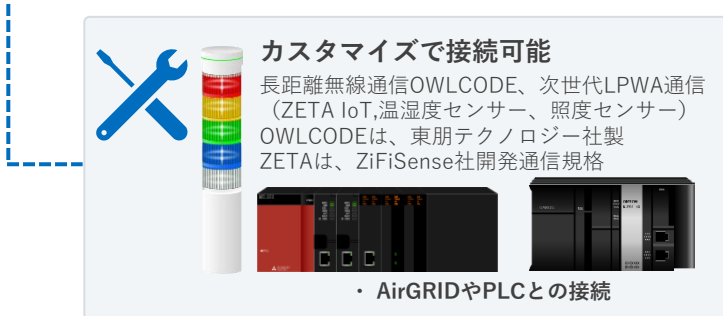 カスタマイズで接続可能
長距離無線通信OWLCODE、次世代LPWA通信
（ZETA IoT,温湿度センサー、照度センサー）
OWLCODEは、東朋テクノロジー社製
ZETAは、ZiFiSense社開発通信規格
・ AirGRIDやPLCとの接続